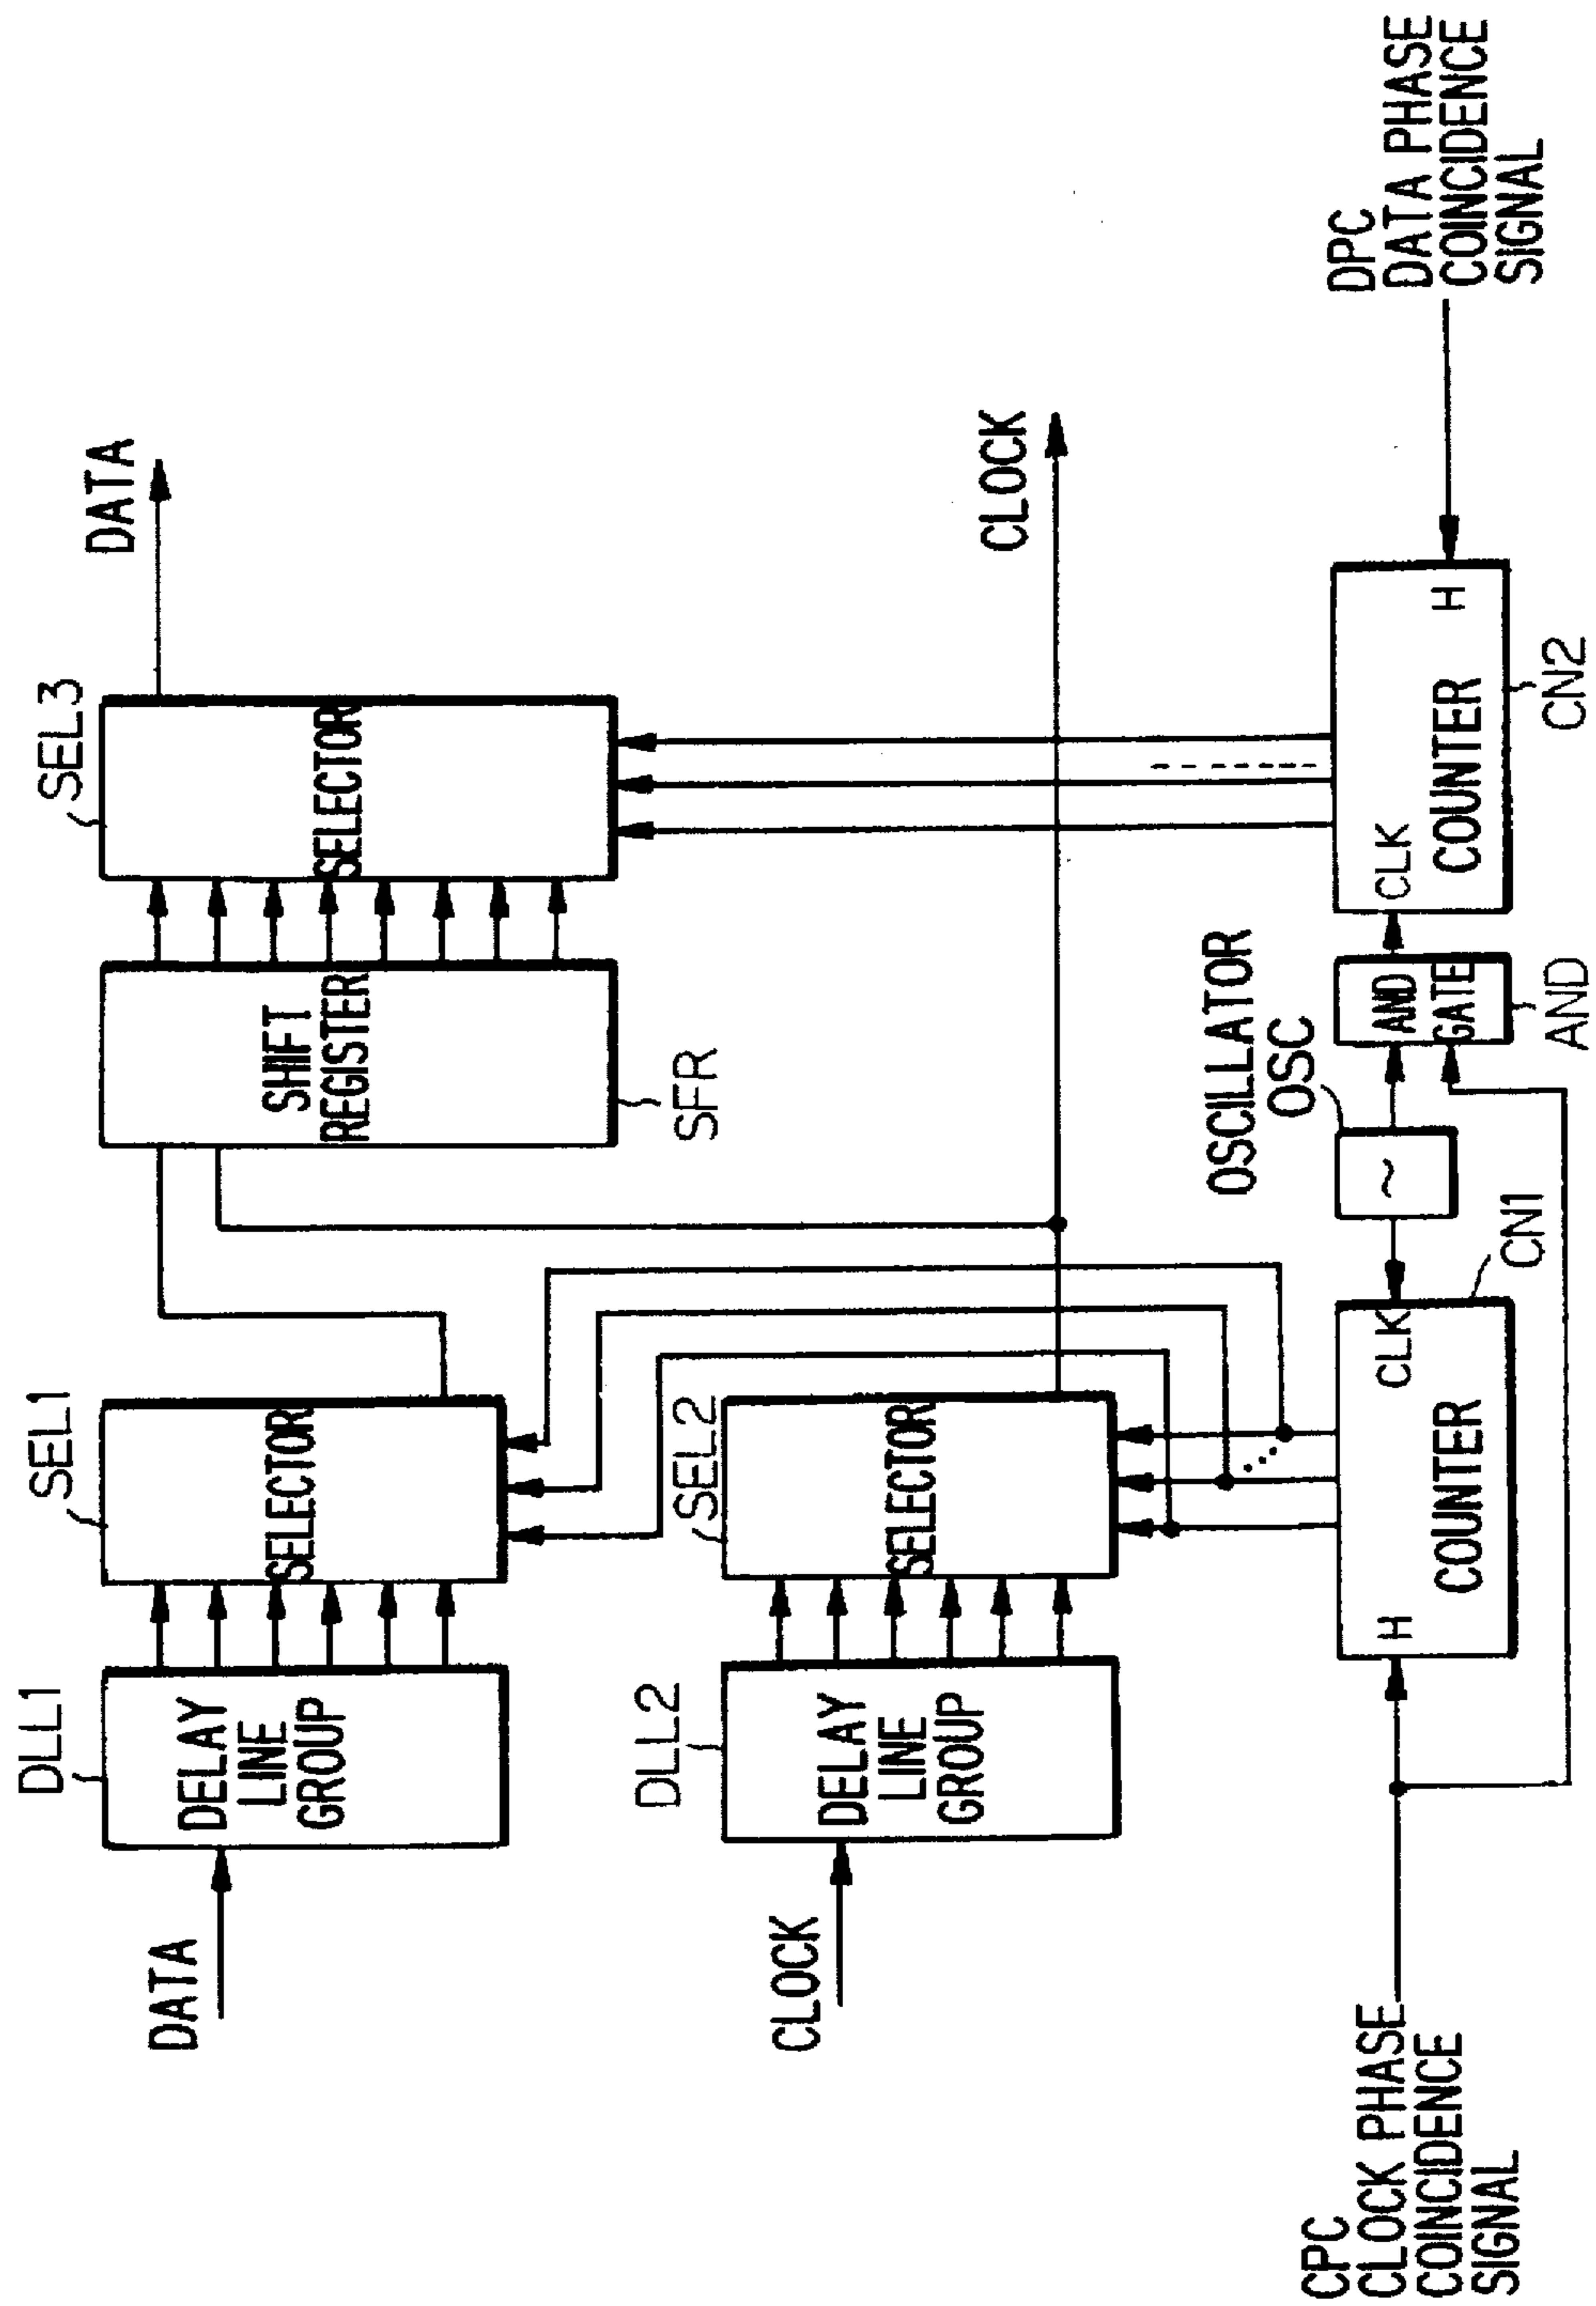 DLL1
SEL1
SEL3
DATA
DELAY
LINE
GROUP
SELECTOR
SHIFT
REGISTER
SELECTOR
DATA
SFR
DLL2
SEL2
CLOCK
DELAY
LINE
GROUP
SELECTOR
CLOCK
OSCILLATOR
OSC
CPC
CLOCK PHASE
COINCIDENCE
SIGNAL
H
CLK
COUNTER
CN1
~
AND
GATE
AND
CLK
H
COUNTER
CN2
DPC
DATA PHASE
COINCIDENCE
SIGNAL